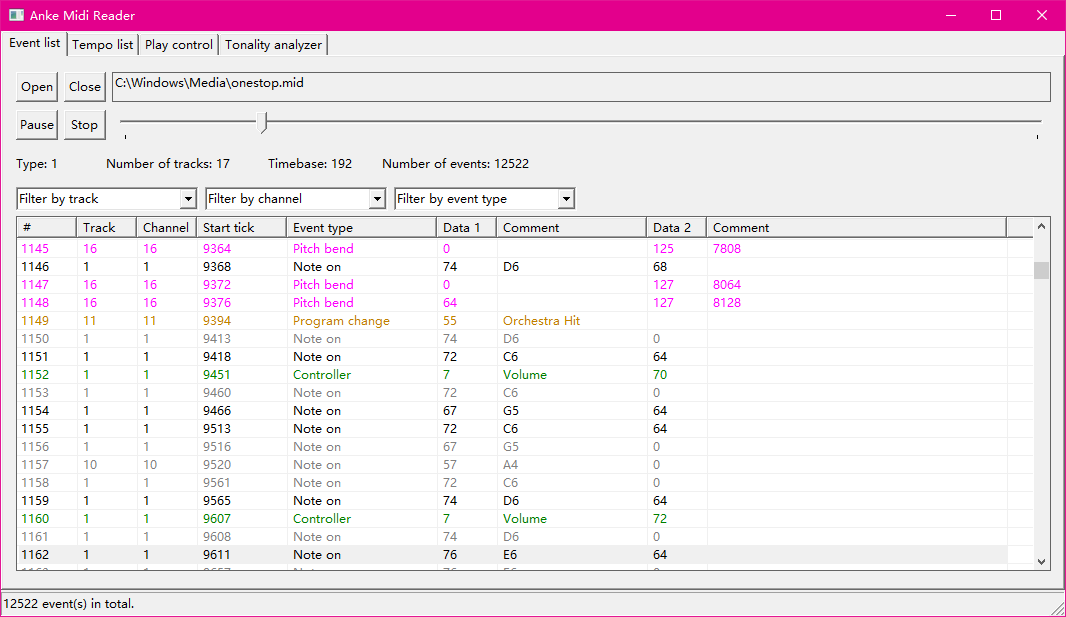 Anke Midi Reader
Event list Tempo list Play control Tonality analyzer
Open Close C:\Windows\Media\onestop.mid
Pause Stop
Type: 1 Number of tracks: 17 Timebase: 192 Number of events: 12522
Filter by track Filter by channel Filter by event type
# Track Channel Start tick Event type Data 1 Comment Data 2 Comment
1145 16 16 9364 Pitch bend 0 125 7808
1146 1 1 9368 Note on 74 D6 68
1147 16 16 9372 Pitch bend 0 127 8064
1148 16 16 9376 Pitch bend 64 127 8128
1149 11 11 9394 Program change 55 Orchestra Hit
1150 1 1 9413 Note on 74 D6 0
1151 1 1 9418 Note on 72 C6 64
1152 1 1 9451 Controller 7 Volume 70
1153 1 1 9460 Note on 72 C6 0
1154 1 1 9466 Note on 67 G5 64
1155 1 1 9513 Note on 72 C6 64
1156 1 1 9516 Note on 67 G5 0
1157 10 10 9520 Note on 57 A4 0
1158 1 1 9561 Note on 72 C6 0
1159 1 1 9565 Note on 74 D6 64
1160 1 1 9607 Controller 7 Volume 72
1161 1 1 9608 Note on 74 D6 0
1162 1 1 9611 Note on 76 E6 64
12522 event(s) in total.